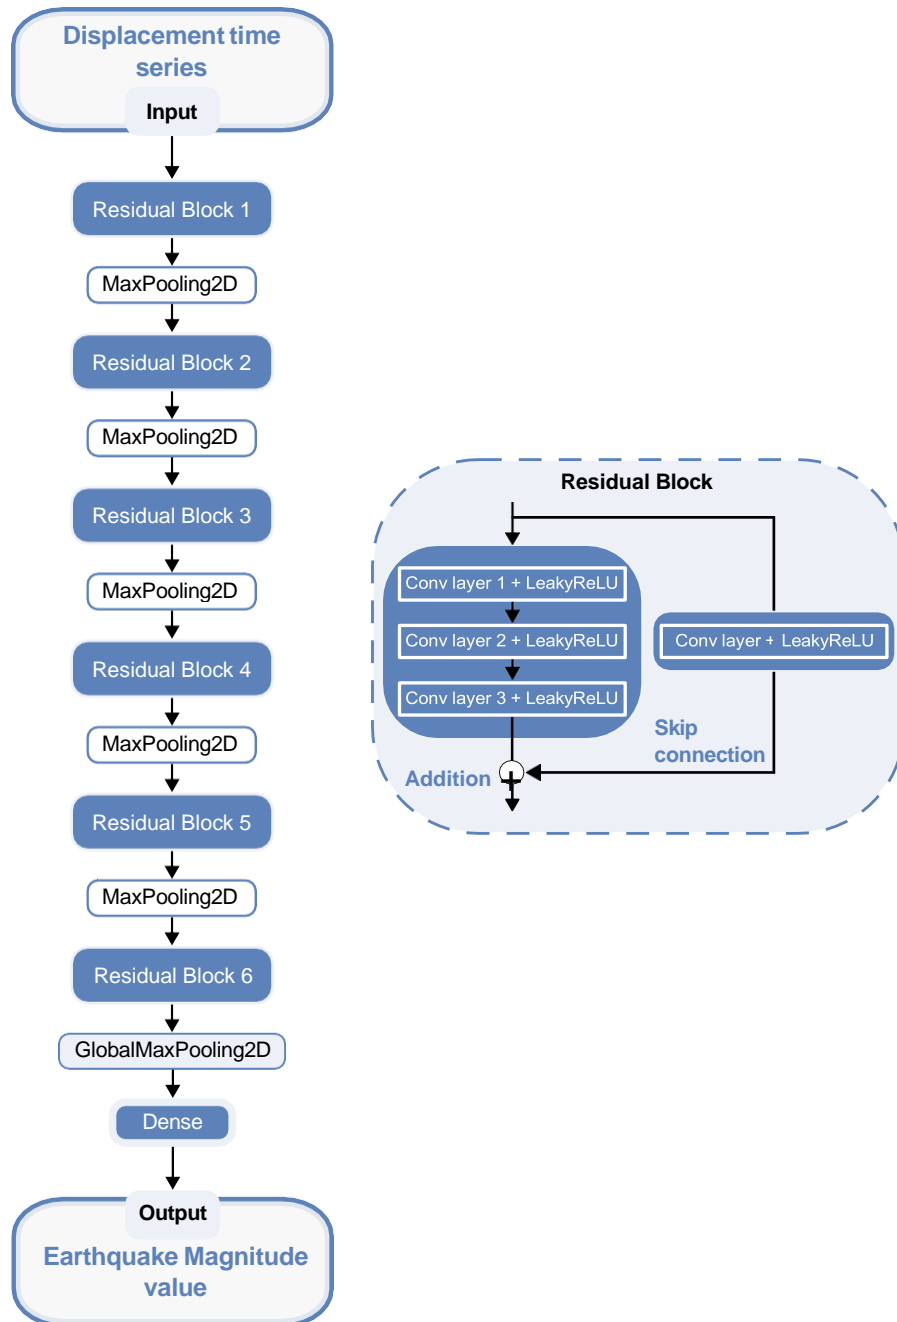 Displacement time
series
Input
Residual Block 1
MaxPooling2D
Residual Block 2
MaxPooling2D
Residual Block 3
MaxPooling2D
Residual Block 4
MaxPooling2D
Residual Block 5
MaxPooling2D
Residual Block 6
GlobalMaxPooling2D
Dense
Output
Earthquake Magnitude
value
Residual Block
Conv layer 1 + LeakyReLU
Conv layer 2 + LeakyReLU
Conv layer 3 + LeakyReLU
Conv layer + LeakyReLU
Skip
connection
Addition
+